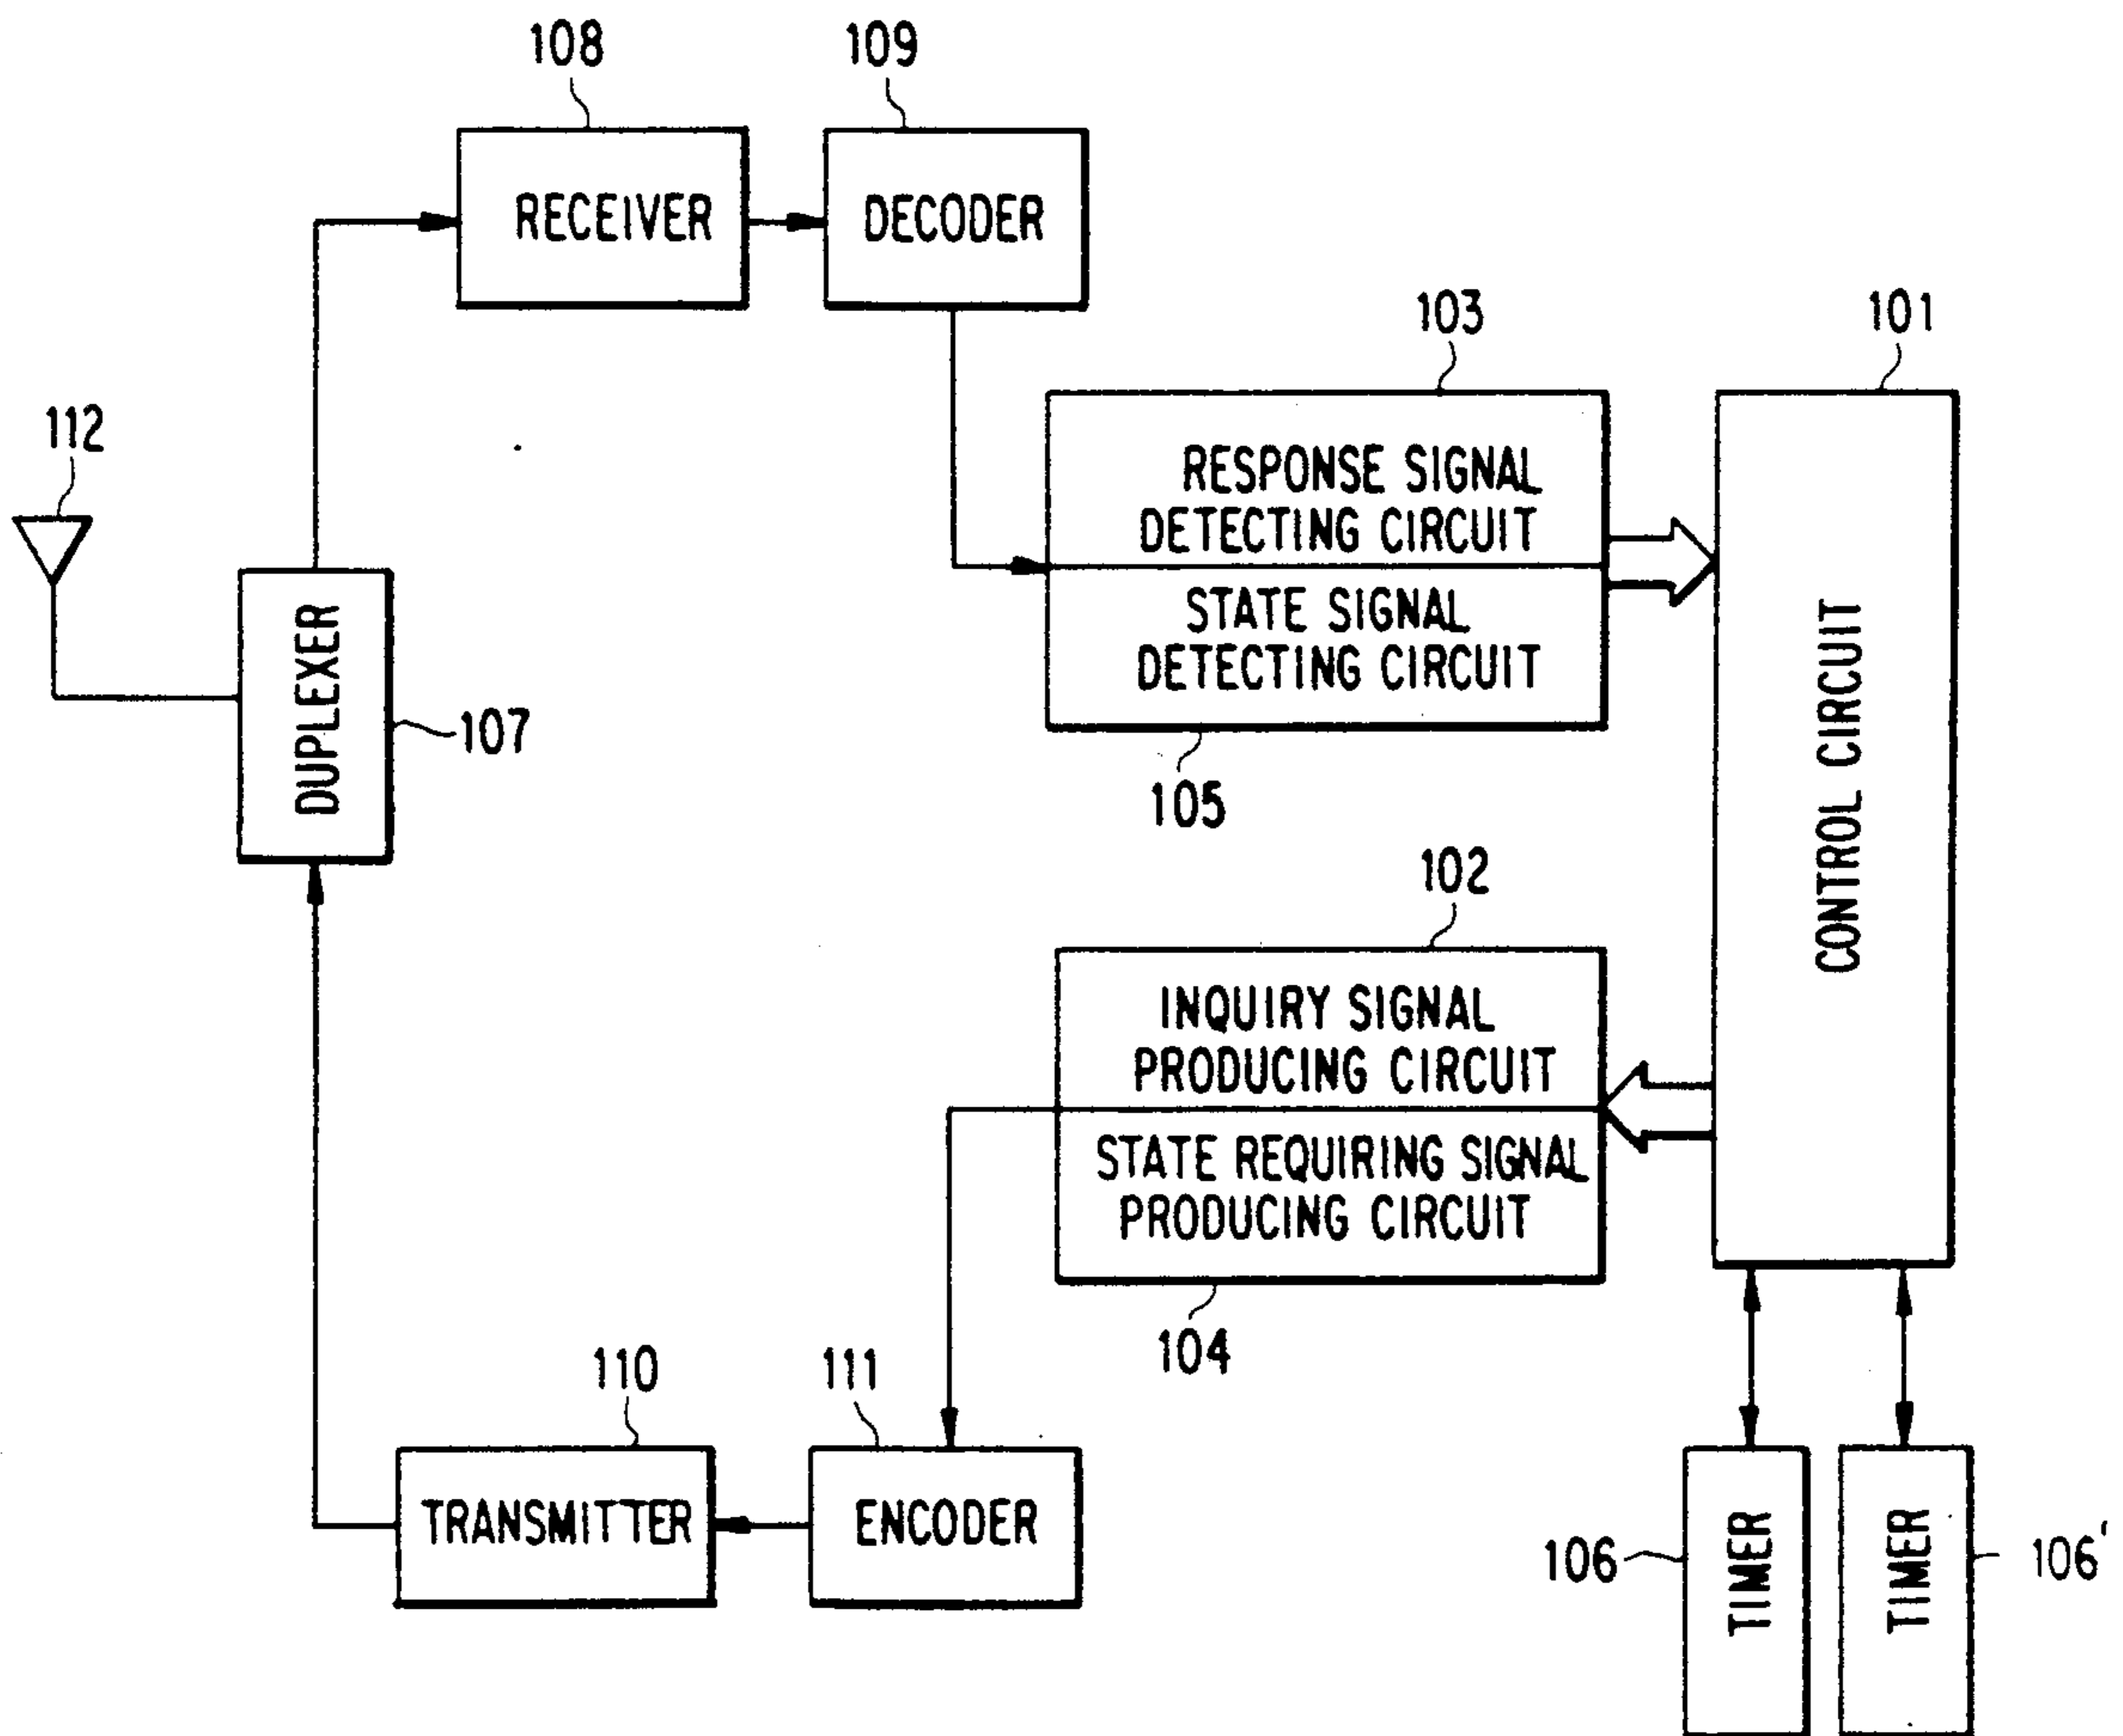 108
109
RECEIVER
DECODER
103
101
112
RESPONSE SIGNAL
DETECTING CIRCUIT
STATE SIGNAL
DETECTING CIRCUIT
DUPLEXER
107
105
CONTROL CIRCUIT
102
INQUIRY SIGNAL
PRODUCING CIRCUIT
STATE REQUIRING SIGNAL
PRODUCING CIRCUIT
104
110
111
TRANSMITTER
ENCODER
106
TIMER
TIMER
106'